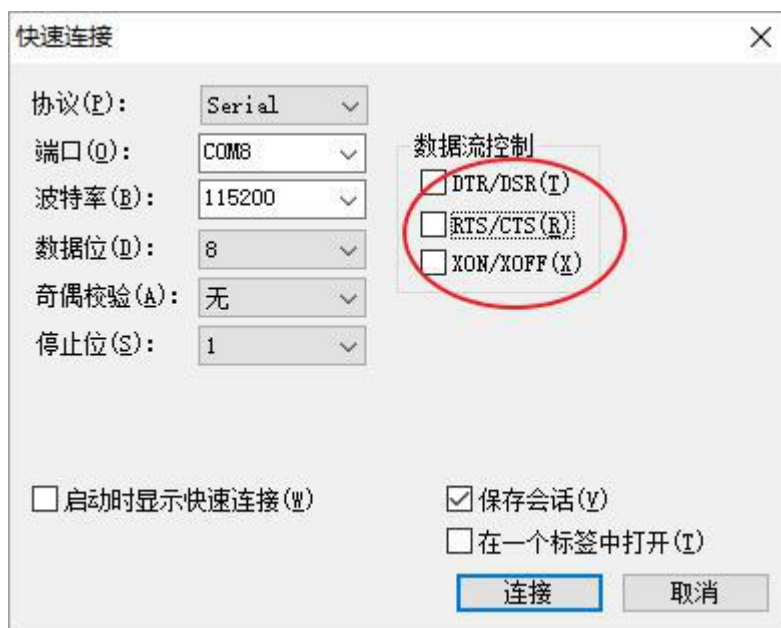 快速连接
协议(P): Serial
端口(O): COM8
波特率(B): 115200
数据位(D): 8
奇偶校验(A): 无
停止位(S): 1
数据流控制
DTR/DSR(T)
RTS/CTS(R)
XON/XOFF(X)
启动时显示快速连接(W)
保存会话(V)
在一个标签中打开(T)
连接
取消